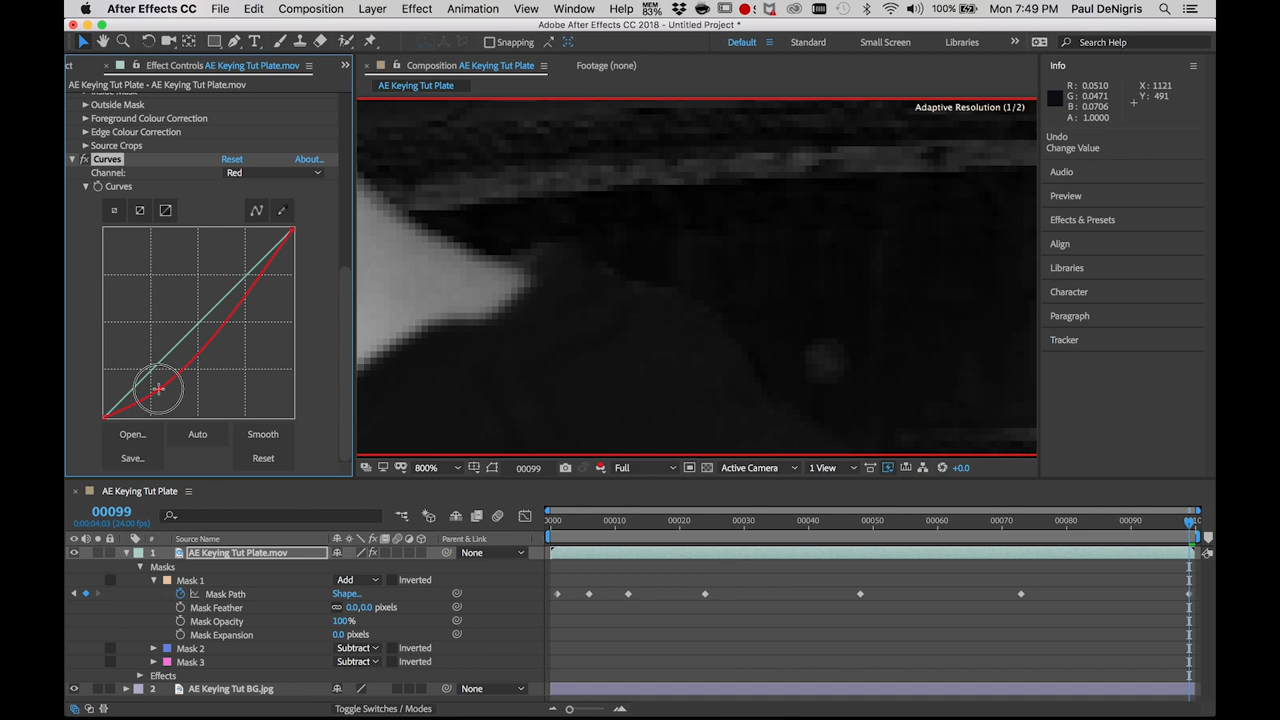 After Effects CC File Edit Composition Layer Effect Animation View Window Help MEM 83% 100% Mon 7:49 PM Paul DeNigris
Adobe After Effects CC 2018 - Untitled Project *
Snapping Default Standard Small Screen Libraries Search Help
ct Effect Controls AE Keying Tut Plate.mov Composition AE Keying Tut Plate Footage (none) Info
AE Keying Tut Plate • AE Keying Tut Plate.mov AE Keying Tut Plate
Outside Mask
Foreground Colour Correction
Edge Colour Correction
Source Crops
fx Curves Reset About...
Channel: Red
Curves
Open... Auto Smooth
Save... Reset
Adaptive Resolution (1/2)
800% 00099 Full Active Camera 1 View +0.0
R: 0.0510 X: 1121
G: 0.0471 Y: 491
B: 0.0706
A: 1.0000
Undo
Change Value
Audio
Preview
Effects & Presets
Align
Libraries
Character
Paragraph
Tracker
AE Keying Tut Plate
00099
0:00:04:03 (24.00 fps)
0000 00010 00020 00030 00040 00050 00060 00070 00080 00090 0010
# Source Name fx Parent & Link
1 AE Keying Tut Plate.mov fx None
Masks
Mask 1 Add Inverted
Mask Path Shape...
Mask Feather 0.0,0.0 pixels
Mask Opacity 100%
Mask Expansion 0.0 pixels
Mask 2 Subtract Inverted
Mask 3 Subtract Inverted
Effects
2 AE Keying Tut BG.jpg None
Toggle Switches / Modes